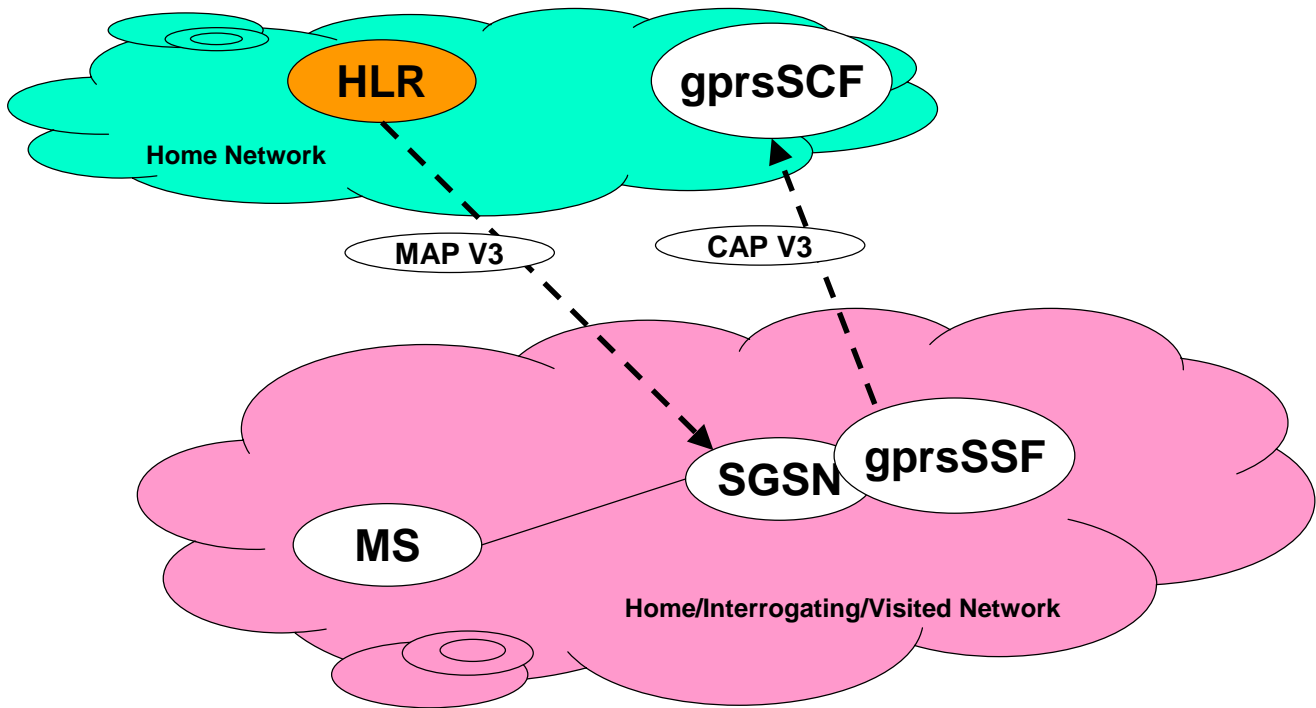 HLR
gprsSCF
Home Network
MAP V3
CAP V3
gprsSSF
SGSN
MS
Home/Interrogating/Visited Network